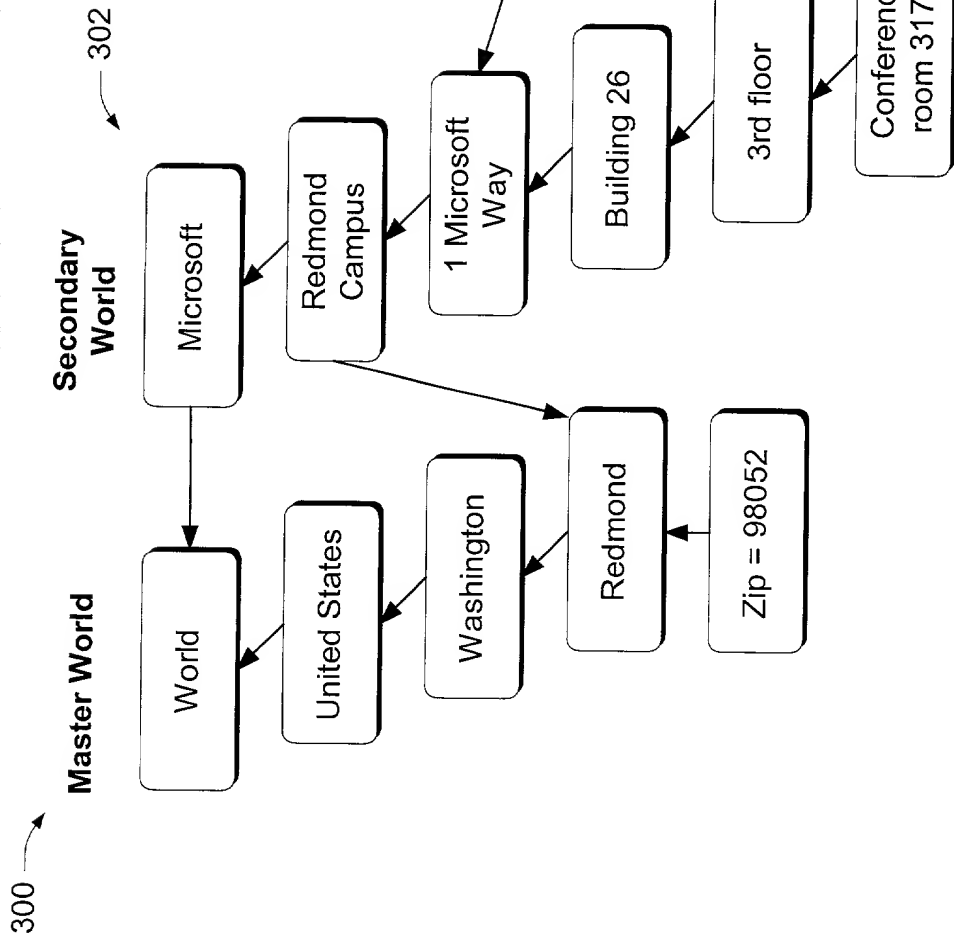 300
Master World
World
United States
Washington
Redmond
Zip = 98052
302
Secondary
World
Microsoft
Redmond
Campus
1 Microsoft
Way
Building 26
3rd floor
room 317